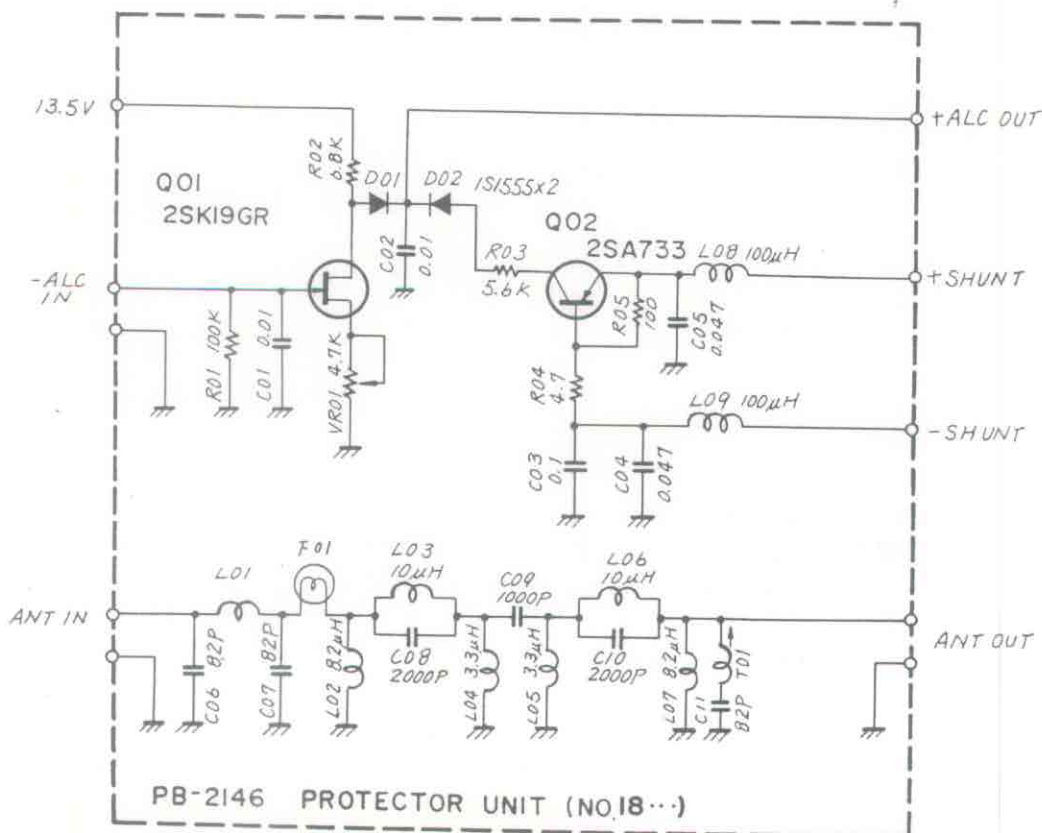 13.5V
+ALC OUT
R02
6.8K
D01
D02
1S1555x2
Q01
2SK19GR
Q02
2SA733
C02
0.01
R03
5.6K
L08 100μH
-ALC
IN
+SHUNT
R05
100
C05
0.047
R01 100K
C01 0.01
VR01 4.7K
R04
4.7
L09 100μH
-SHUNT
C03
0.1
C04
0.047
F01
L03
10μH
L06
10μH
L01
C09
1000P
ANT IN
ANT OUT
C06 82P
C07 82P
L02 8.2μH
C08
2000P
L04 3.3μH
L05 3.3μH
C10
2000P
L07 8.2μH
C11
82P
T01
PB-2146 PROTECTOR UNIT (NO.18···)